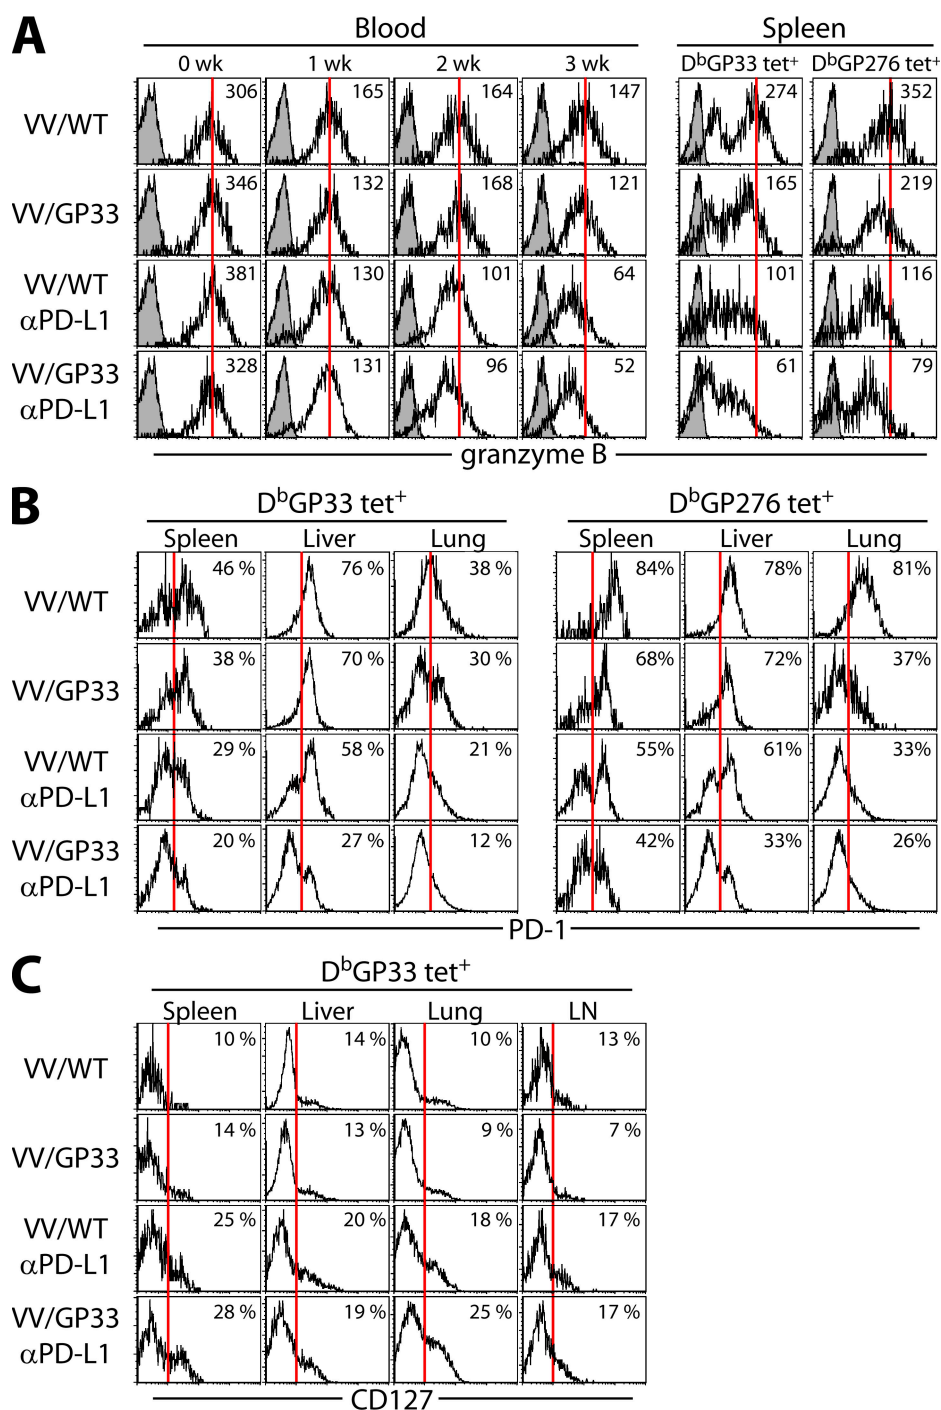 A
Blood
Spleen
0 wk 1 wk 2 wk 3 wk DᵇGP33 tet⁺ DᵇGP276 tet⁺
VV/WT 306 165 164 147 274 352
VV/GP33 346 132 168 121 165 219
VV/WT
αPD-L1 381 130 101 64 101 116
VV/GP33
αPD-L1 328 131 96 52 61 79
granzyme B
B
DᵇGP33 tet⁺ DᵇGP276 tet⁺
Spleen Liver Lung Spleen Liver Lung
VV/WT 46 % 76 % 38 % 84% 78% 81%
VV/GP33 38 % 70 % 30 % 68% 72% 37%
VV/WT
αPD-L1 29 % 58 % 21 % 55% 61% 33%
VV/GP33
αPD-L1 20 % 27 % 12 % 42% 33% 26%
PD-1
C
DᵇGP33 tet⁺
Spleen Liver Lung LN
VV/WT 10 % 14 % 10 % 13 %
VV/GP33 14 % 13 % 9 % 7 %
VV/WT
αPD-L1 25 % 20 % 18 % 17 %
VV/GP33
αPD-L1 28 % 19 % 25 % 17 %
CD127